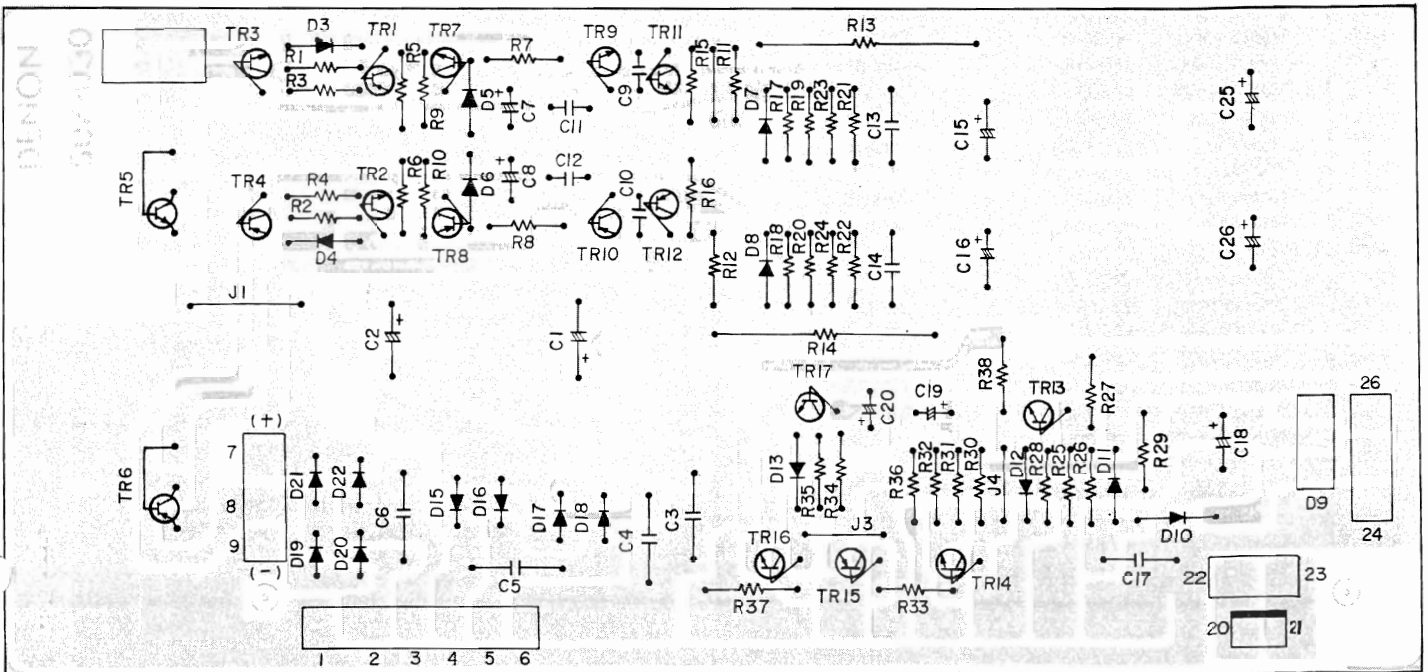 TR3 D3 TR1 TR7 TR9 TR11 R13
R1 R5 R7 R15 R11
R3 R9 D5 C7 C11 C9 D7 R17 R19 R23 R21 C13 C15 C25
TR5 TR4 R4 TR2 R6 R10 D6 C8 C12 C10 R16
R2
D4 TR8 R8 TR10 TR12 R12 D8 R18 R20 R24 R22 C14 C16 C26
J1 C2 C1 R14
TR17 C20 C19 R38 TR13 R27 26
(+)
7
TR6 8 D21 D22 C6 D15 D16 D17 D18 C4 C3 D13 R35 R34 R36 R32 R31 R30 J4 D12 R28 R25 R26 D11 R29 C18 D9
9 D19 D20 J3 D10 24
(-)
C5 TR16 TR15 TR14 C17 22 23
R37 R33
20 21
1 2 3 4 5 6
DENON